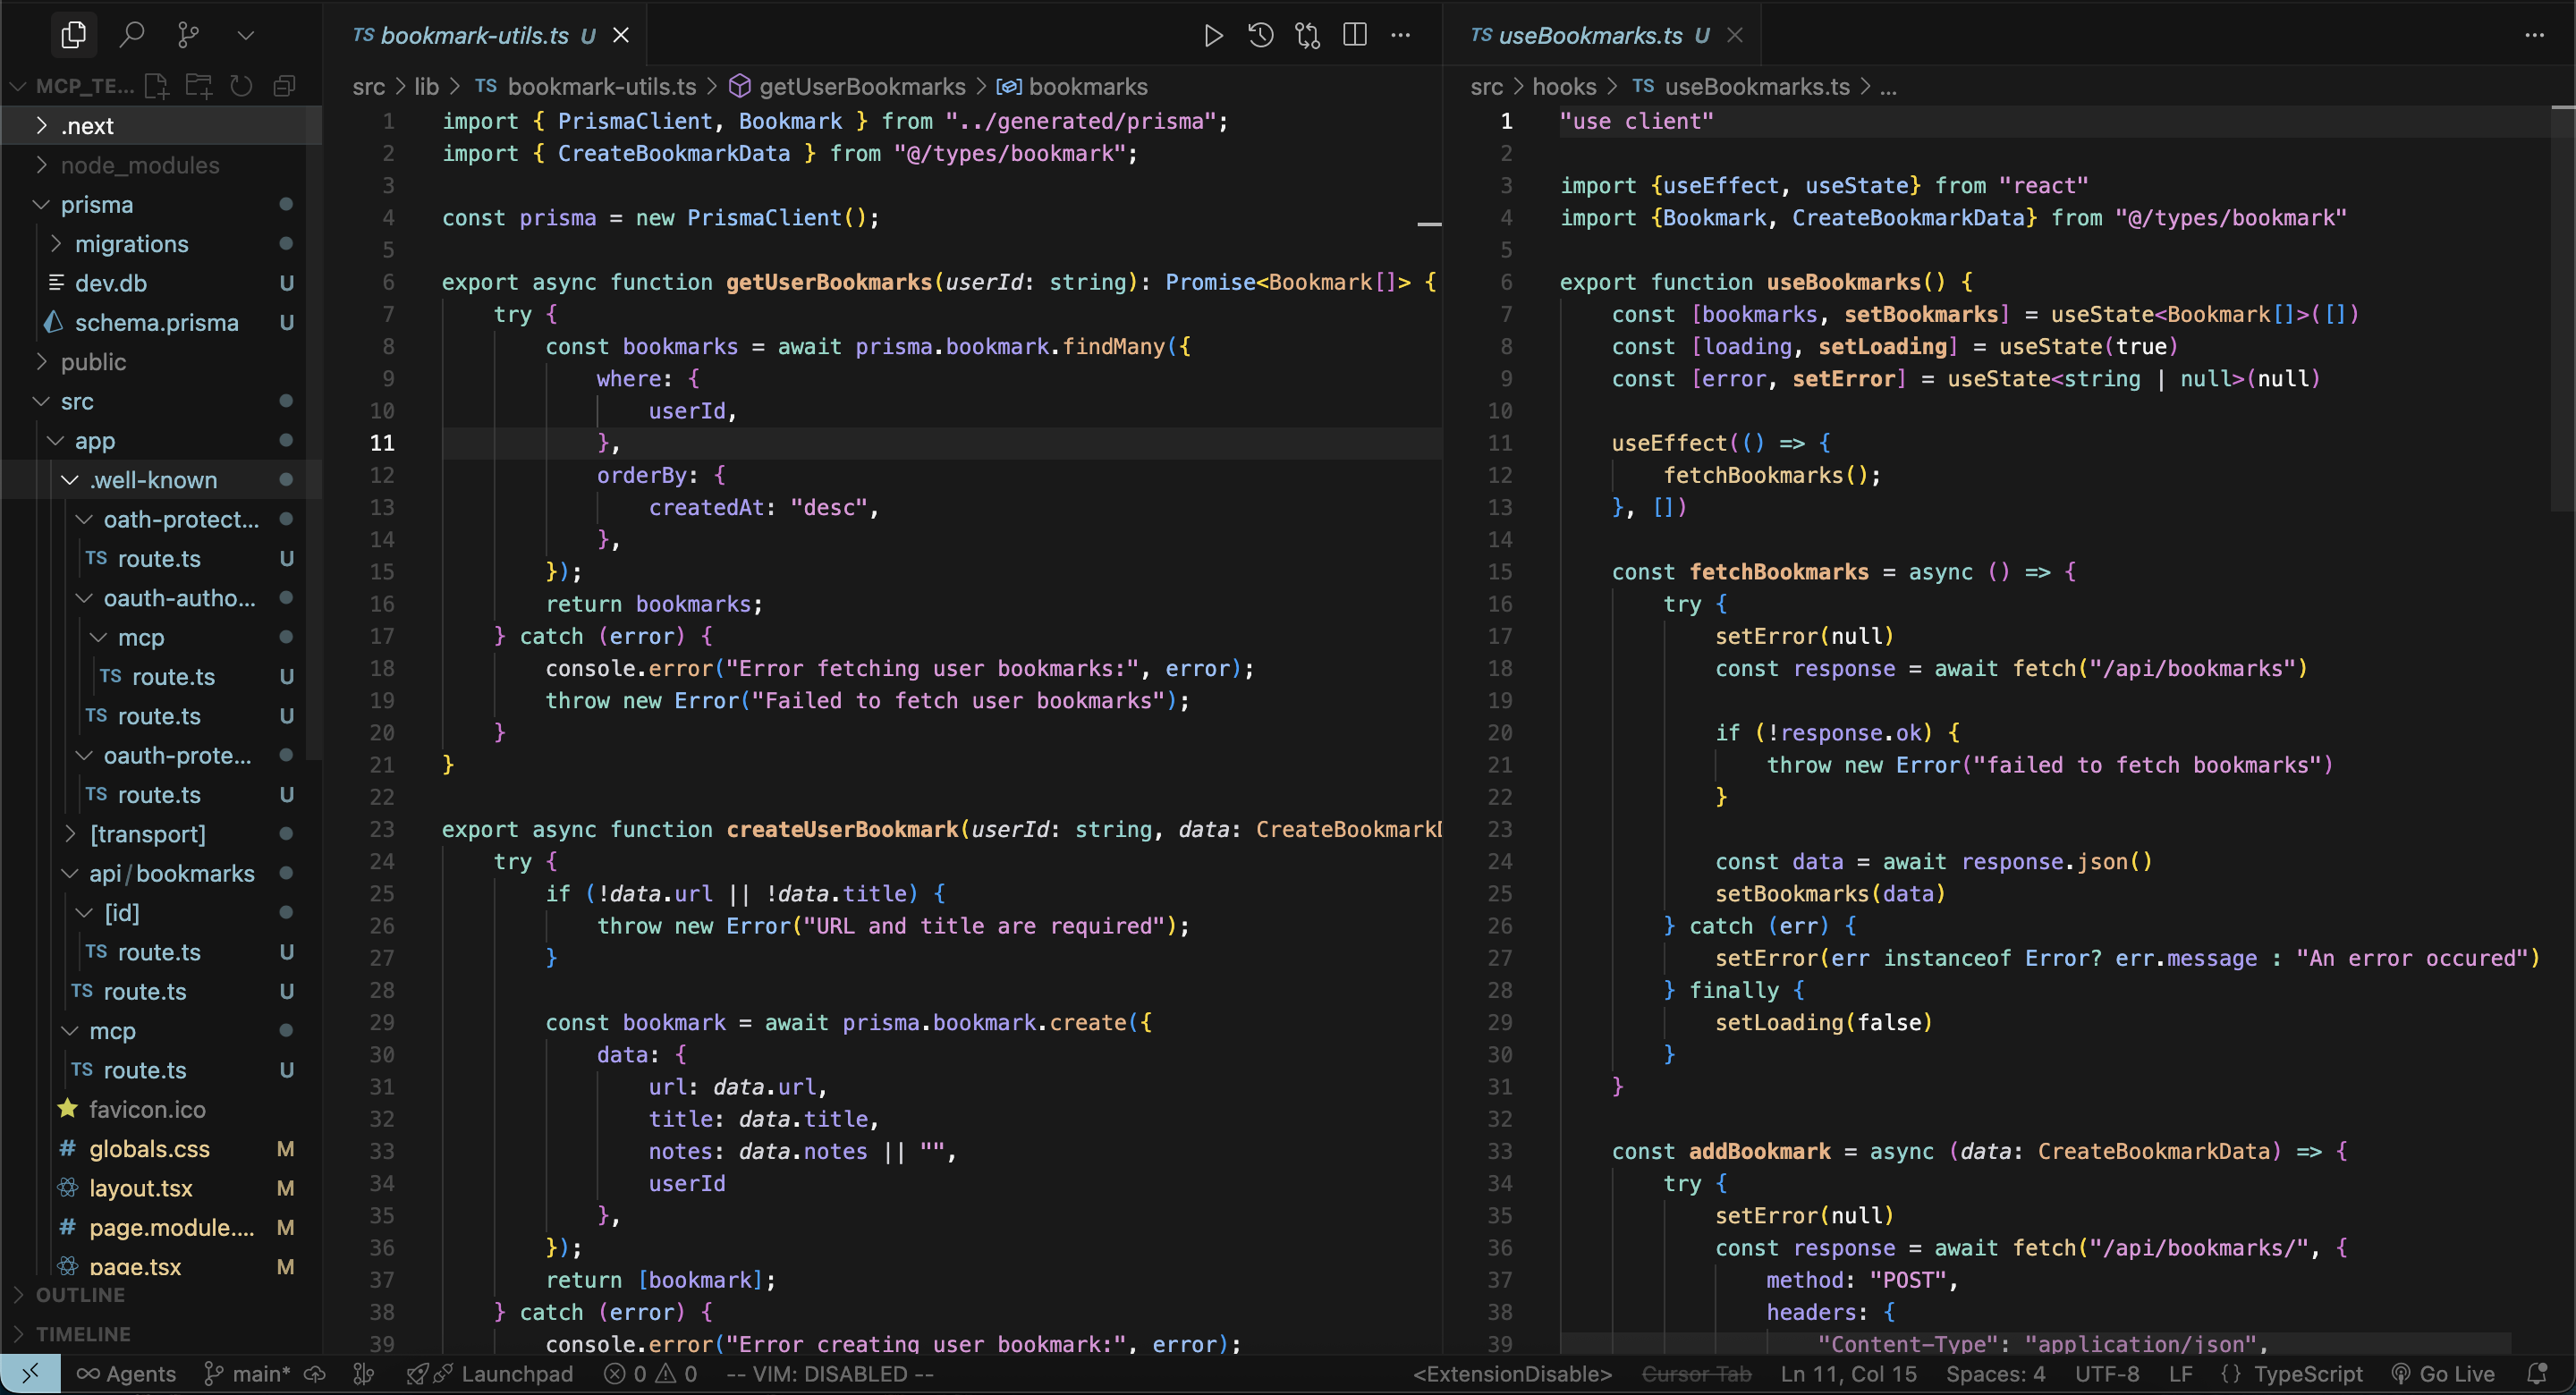 MCP_TE...
.next
node_modules
prisma
migrations
dev.db U
schema.prisma U
public
src
app
.well-known
oath-protect...
TS route.ts U
oauth-autho...
mcp
TS route.ts U
TS route.ts U
oauth-prote...
TS route.ts U
[transport]
api/bookmarks
[id]
TS route.ts U
TS route.ts U
mcp
TS route.ts U
favicon.ico
# globals.css M
layout.tsx M
# page.module.... M
page.tsx M
OUTLINE
TIMELINE
TS bookmark-utils.ts U
src > lib > TS bookmark-utils.ts > getUserBookmarks > bookmarks
1 import { PrismaClient, Bookmark } from "../generated/prisma";
2 import { CreateBookmarkData } from "@/types/bookmark";
3
4 const prisma = new PrismaClient();
5
6 export async function getUserBookmarks(userId: string): Promise<Bookmark[]> {
7 try {
8 const bookmarks = await prisma.bookmark.findMany({
9 where: {
10 userId,
11 },
12 orderBy: {
13 createdAt: "desc",
14 },
15 });
16 return bookmarks;
17 } catch (error) {
18 console.error("Error fetching user bookmarks:", error);
19 throw new Error("Failed to fetch user bookmarks");
20 }
21 }
22
23 export async function createUserBookmark(userId: string, data: CreateBookmarkD
24 try {
25 if (!data.url || !data.title) {
26 throw new Error("URL and title are required");
27 }
28
29 const bookmark = await prisma.bookmark.create({
30 data: {
31 url: data.url,
32 title: data.title,
33 notes: data.notes || "",
34 userId
35 },
36 });
37 return [bookmark];
38 } catch (error) {
39 console.error("Error creating user bookmark:", error);
TS useBookmarks.ts U
src > hooks > TS useBookmarks.ts > ...
1 "use client"
2
3 import {useEffect, useState} from "react"
4 import {Bookmark, CreateBookmarkData} from "@/types/bookmark"
5
6 export function useBookmarks() {
7 const [bookmarks, setBookmarks] = useState<Bookmark[]>([])
8 const [loading, setLoading] = useState(true)
9 const [error, setError] = useState<string | null>(null)
10
11 useEffect(() => {
12 fetchBookmarks();
13 }, [])
14
15 const fetchBookmarks = async () => {
16 try {
17 setError(null)
18 const response = await fetch("/api/bookmarks")
19
20 if (!response.ok) {
21 throw new Error("failed to fetch bookmarks")
22 }
23
24 const data = await response.json()
25 setBookmarks(data)
26 } catch (err) {
27 setError(err instanceof Error? err.message : "An error occured")
28 } finally {
29 setLoading(false)
30 }
31 }
32
33 const addBookmark = async (data: CreateBookmarkData) => {
34 try {
35 setError(null)
36 const response = await fetch("/api/bookmarks/", {
37 method: "POST",
38 headers: {
39 "Content-Type": "application/json",
Agents main* Launchpad 0 0 -- VIM: DISABLED -- <ExtensionDisable> Cursor Tab Ln 11, Col 15 Spaces: 4 UTF-8 LF {} TypeScript Go Live